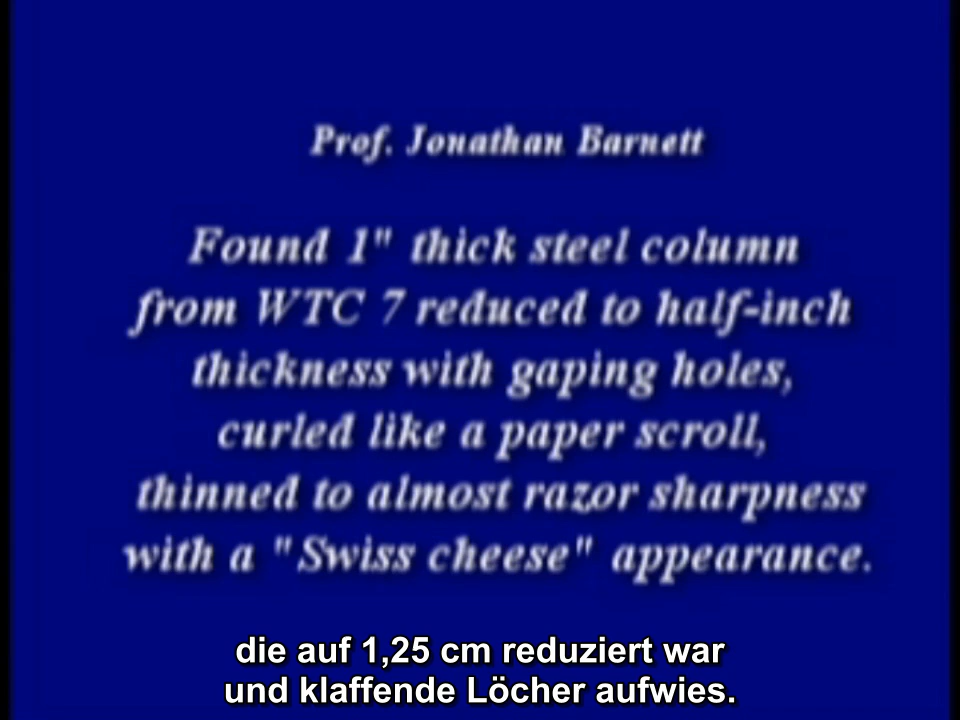 Prof. Jonathan Barnett
Found 1" thick steel column
from WTC 7 reduced to half-inch
thickness with gaping holes,
curled like a paper scroll,
thinned to almost razor sharpness
with a "Swiss cheese" appearance.
die auf 1,25 cm reduziert war
und klaffende Löcher aufwies.